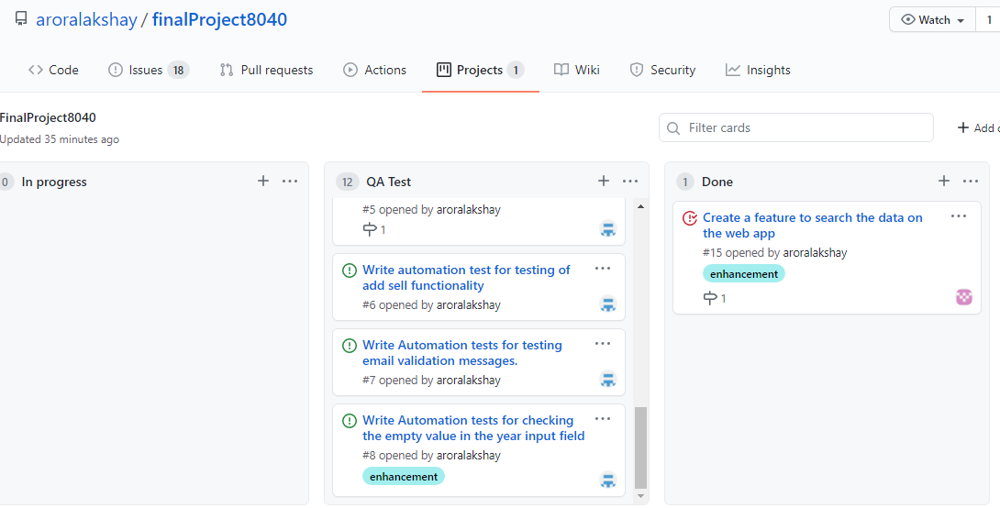 aroralakshay / finalProject8040
Watch 1
Code Issues 18 Pull requests Actions Projects 1 Wiki Security Insights
FinalProject8040
Updated 35 minutes ago
Filter cards
Add
0 In progress
12 QA Test
#5 opened by aroralakshay
1
Write automation test for testing of
add sell functionality
#6 opened by aroralakshay
Write Automation tests for testing
email validation messages.
#7 opened by aroralakshay
Write Automation tests for checking
the empty value in the year input field
#8 opened by aroralakshay
enhancement
1 Done
Create a feature to search the data on
the web app
#15 opened by aroralakshay
enhancement
1